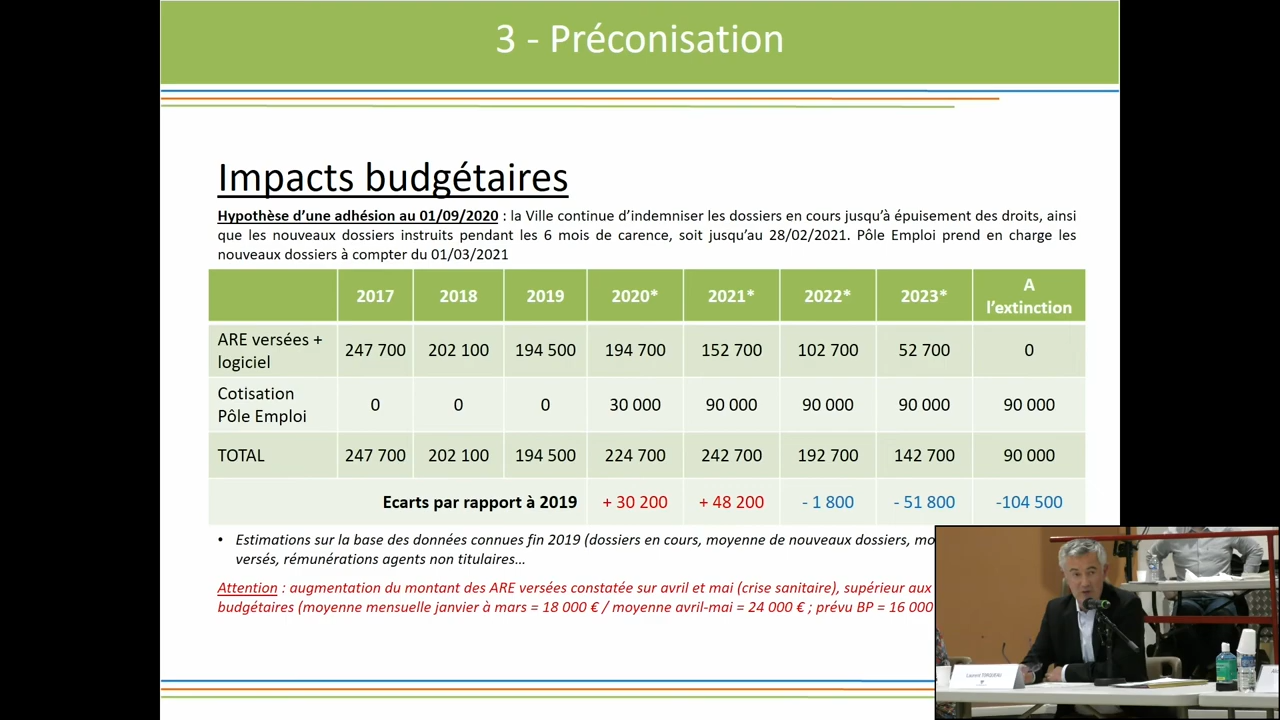 3 - Préconisation
Impacts budgétaires
Hypothèse d'une adhésion au 01/09/2020 : la Ville continue d'indemniser les dossiers en cours jusqu'à épuisement des droits, ainsi
que les nouveaux dossiers instruits pendant les 6 mois de carence, soit jusqu'au 28/02/2021. Pôle Emploi prend en charge les
nouveaux dossiers à compter du 01/03/2021
2017 2018 2019 2020* 2021* 2022* 2023* A l'extinction
ARE versées + logiciel 247 700 202 100 194 500 194 700 152 700 102 700 52 700 0
Cotisation Pôle Emploi 0 0 0 30 000 90 000 90 000 90 000 90 000
TOTAL 247 700 202 100 194 500 224 700 242 700 192 700 142 700 90 000
Ecarts par rapport à 2019 + 30 200 + 48 200 - 1 800 - 51 800 -104 500
• Estimations sur la base des données connues fin 2019 (dossiers en cours, moyenne de nouveaux dossiers, mo
versés, rémunérations agents non titulaires...
Attention : augmentation du montant des ARE versées constatée sur avril et mai (crise sanitaire), supérieur aux
budgétaires (moyenne mensuelle janvier à mars = 18 000 € / moyenne avril-mai = 24 000 € ; prévu BP = 16 000
Laurent TURQUEAU